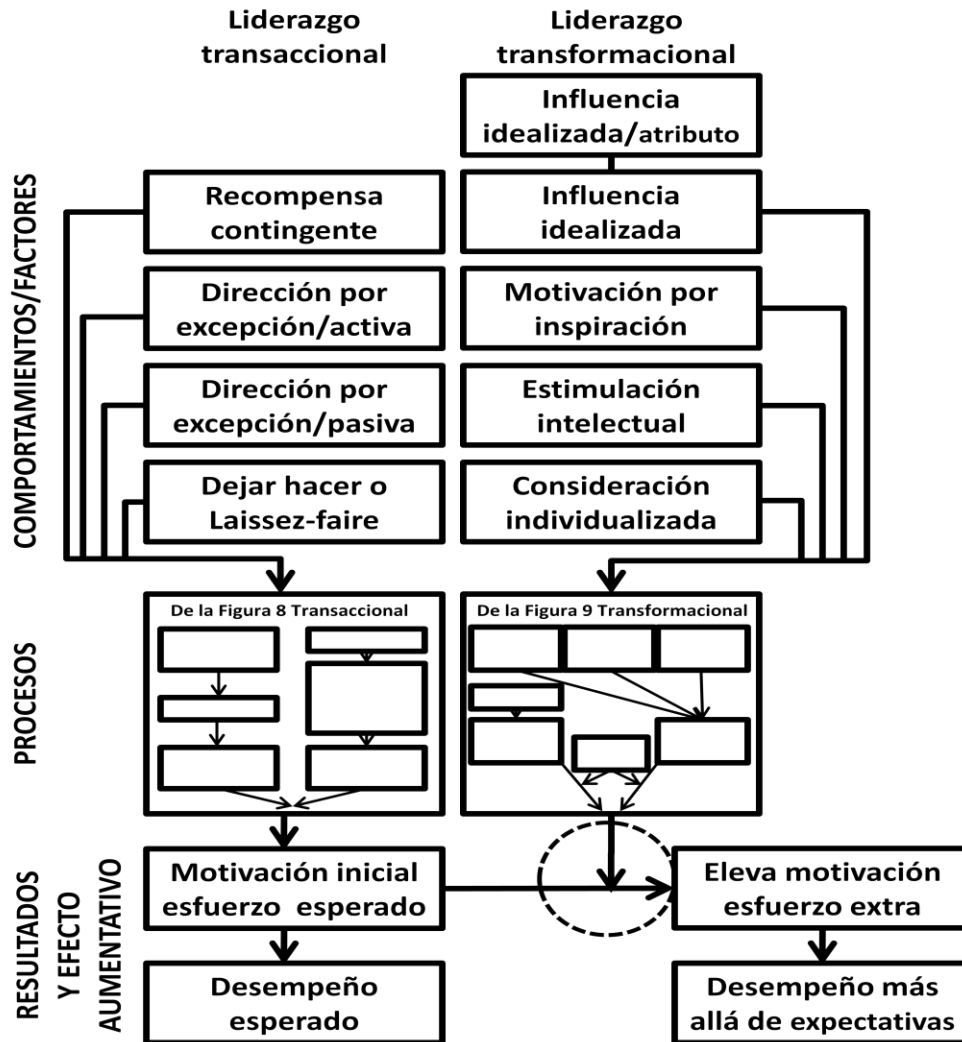 Liderazgo
transaccional
Liderazgo
transformacional
COMPORTAMIENTOS/FACTORES
Influencia
idealizada/atributo
Recompensa
contingente
Influencia
idealizada
Dirección por
excepción/activa
Motivación por
inspiración
Dirección por
excepción/pasiva
Estimulación
intelectual
Dejar hacer o
Laissez-faire
Consideración
individualizada
PROCESOS
De la Figura 8 Transaccional
De la Figura 9 Transformacional
RESULTADOS
Y EFECTO
AUMENTATIVO
Motivación inicial
esfuerzo esperado
Eleva motivación
esfuerzo extra
Desempeño
esperado
Desempeño más
allá de expectativas